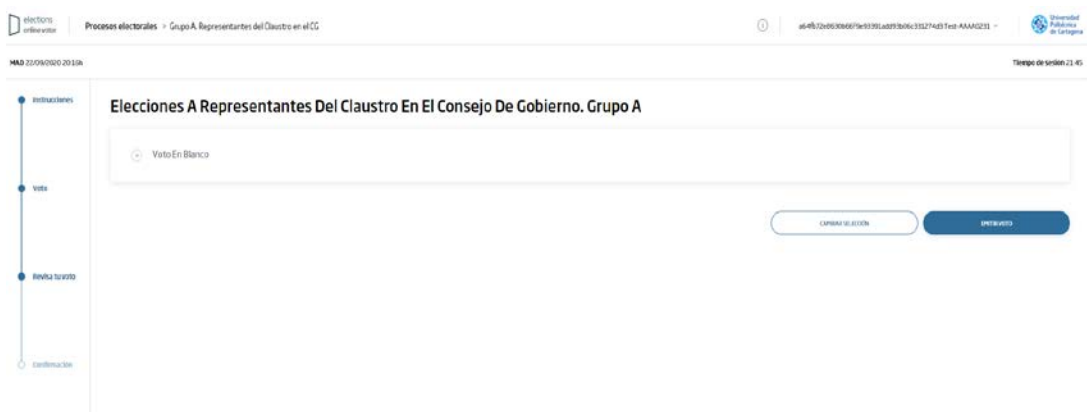 elections
online voting
Procesos electorales > Grupo A. Representantes del Claustro en el CG
Universidad
Politécnica
de Cartagena
MAD 22/09/2020 20:16h
Tiempo de sesión 21:45
Instrucciones
Elecciones A Representantes Del Claustro En El Consejo De Gobierno. Grupo A
Voto En Blanco
Voto
CAMBIAR SELECCIÓN
EMITIR VOTO
Revisa tu voto
Confirmación